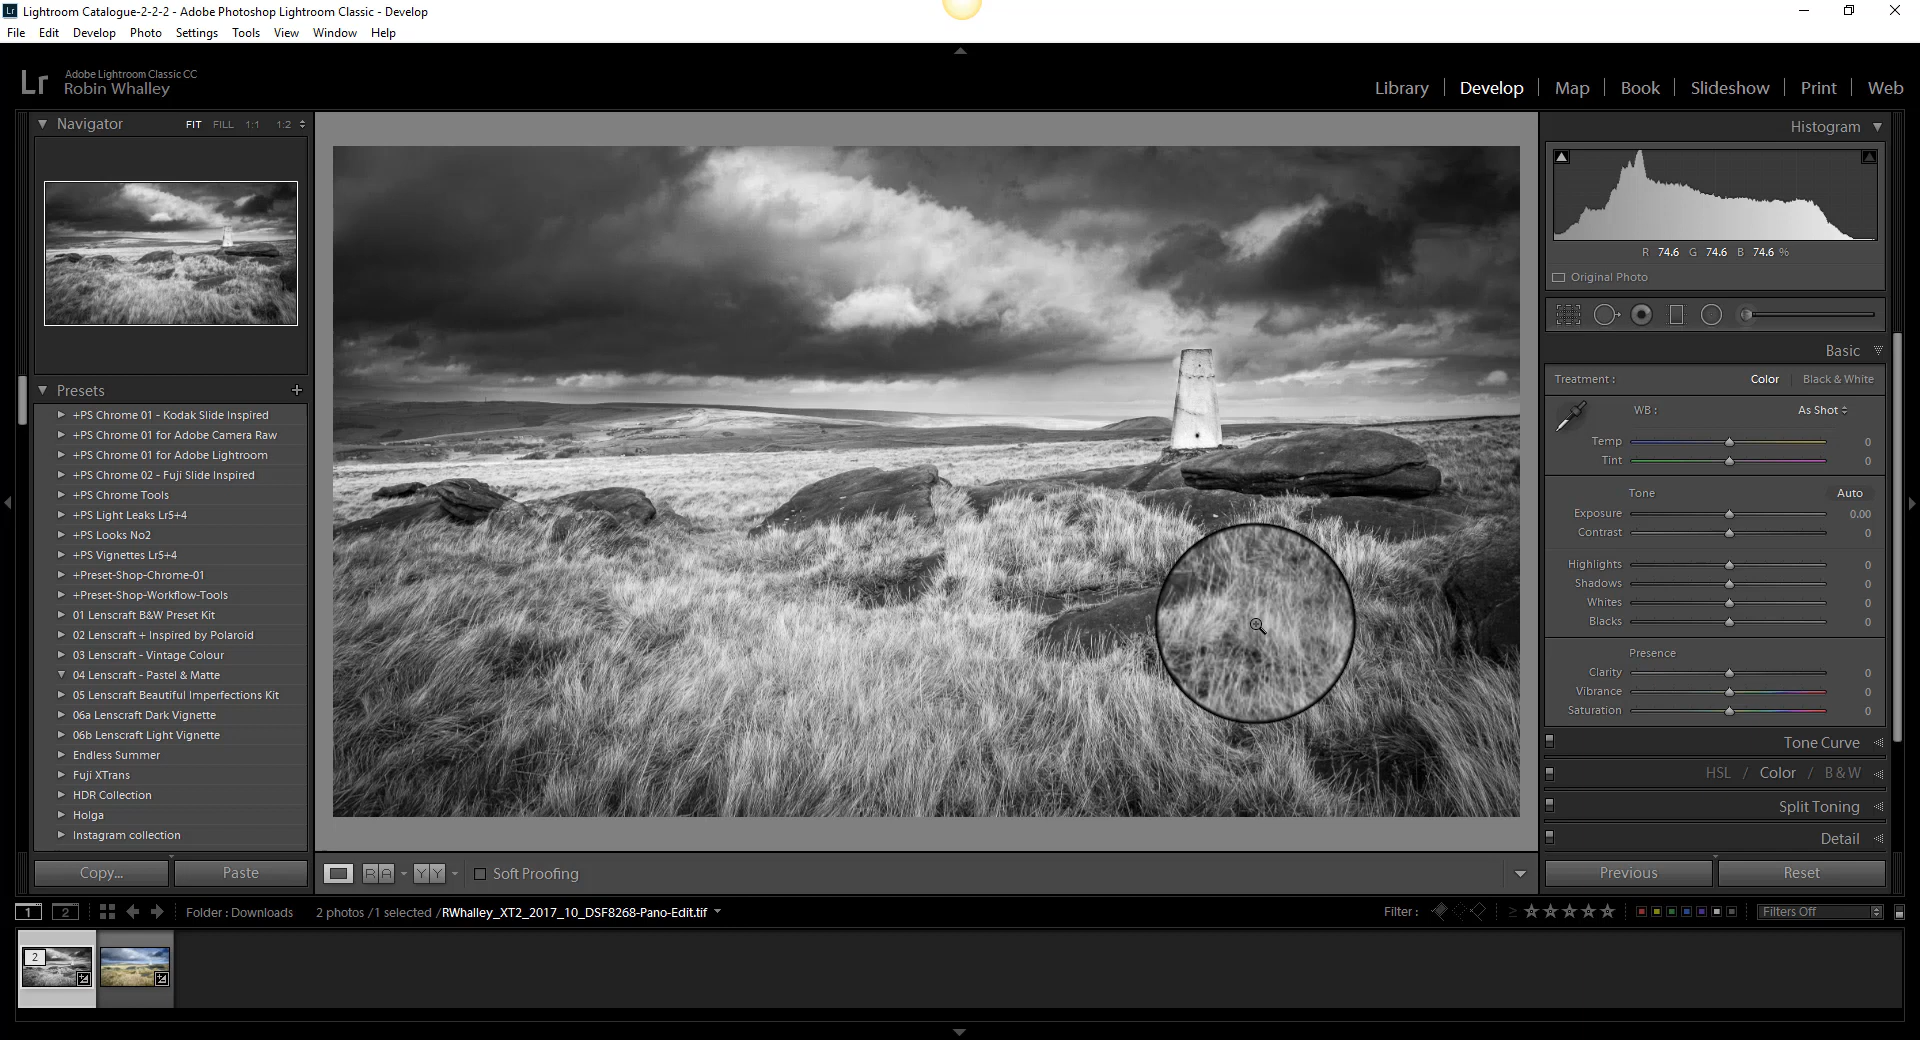 Lr Lightroom Catalogue-2-2-2 - Adobe Photoshop Lightroom Classic - Develop
File Edit Develop Photo Settings Tools View Window Help
Lr Adobe Lightroom Classic CC
Robin Whalley
Library Develop Map Book Slideshow Print Web
Navigator FIT FILL 1:1 1:2
Presets +
+PS Chrome 01 - Kodak Slide Inspired
+PS Chrome 01 for Adobe Camera Raw
+PS Chrome 01 for Adobe Lightroom
+PS Chrome 02 - Fuji Slide Inspired
+PS Chrome Tools
+PS Light Leaks Lr5+4
+PS Looks No2
+PS Vignettes Lr5+4
+Preset-Shop-Chrome-01
+Preset-Shop-Workflow-Tools
01 Lenscraft B&W Preset Kit
02 Lenscraft + Inspired by Polaroid
03 Lenscraft - Vintage Colour
04 Lenscraft - Pastel & Matte
05 Lenscraft Beautiful Imperfections Kit
06a Lenscraft Dark Vignette
06b Lenscraft Light Vignette
Endless Summer
Fuji XTrans
HDR Collection
Holga
Instagram collection
Copy... Paste
R A Y Y Soft Proofing
Histogram
R 74.6 G 74.6 B 74.6 %
Original Photo
Basic
Treatment : Color Black & White
WB : As Shot
Temp 0
Tint 0
Tone Auto
Exposure 0.00
Contrast 0
Highlights 0
Shadows 0
Whites 0
Blacks 0
Presence
Clarity 0
Vibrance 0
Saturation 0
Tone Curve
HSL / Color / B & W
Split Toning
Detail
Previous Reset
1 2 Folder : Downloads 2 photos / 1 selected / RWhalley_XT2_2017_10_DSF8268-Pano-Edit.tif Filter : ≥ Filters Off
2